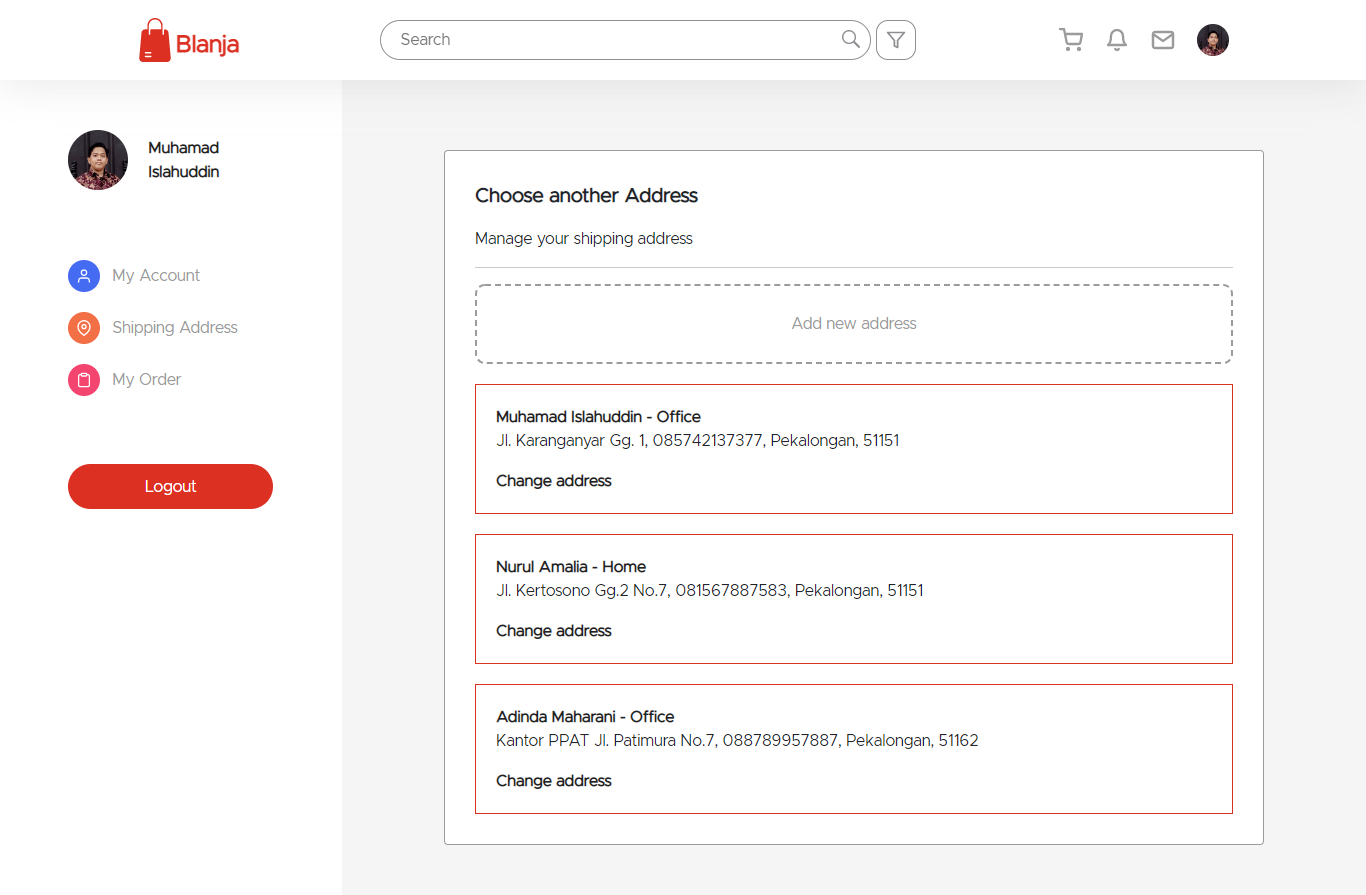 Blanja
Search
Muhamad
Islahuddin
My Account
Shipping Address
My Order
Logout
Choose another Address
Manage your shipping address
Add new address
Muhamad Islahuddin - Office
Jl. Karanganyar Gg. 1, 085742137377, Pekalongan, 51151
Change address
Nurul Amalia - Home
Jl. Kertosono Gg.2 No.7, 081567887583, Pekalongan, 51151
Change address
Adinda Maharani - Office
Kantor PPAT Jl. Patimura No.7, 088789957887, Pekalongan, 51162
Change address